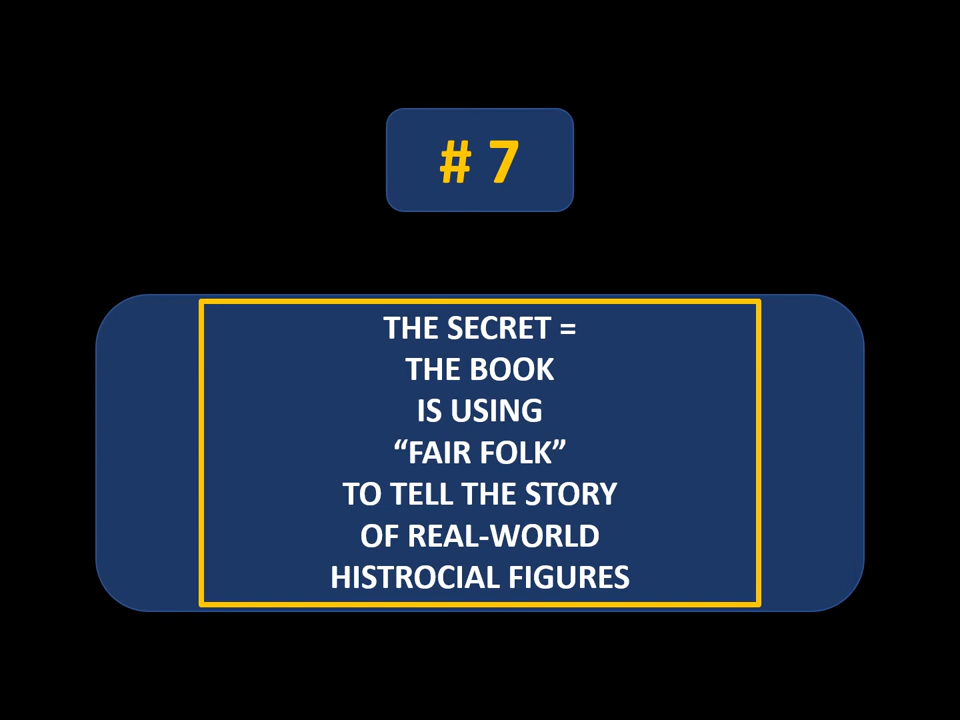 # 7
THE SECRET =
THE BOOK
IS USING
“FAIR FOLK”
TO TELL THE STORY
OF REAL-WORLD
HISTROCIAL FIGURES